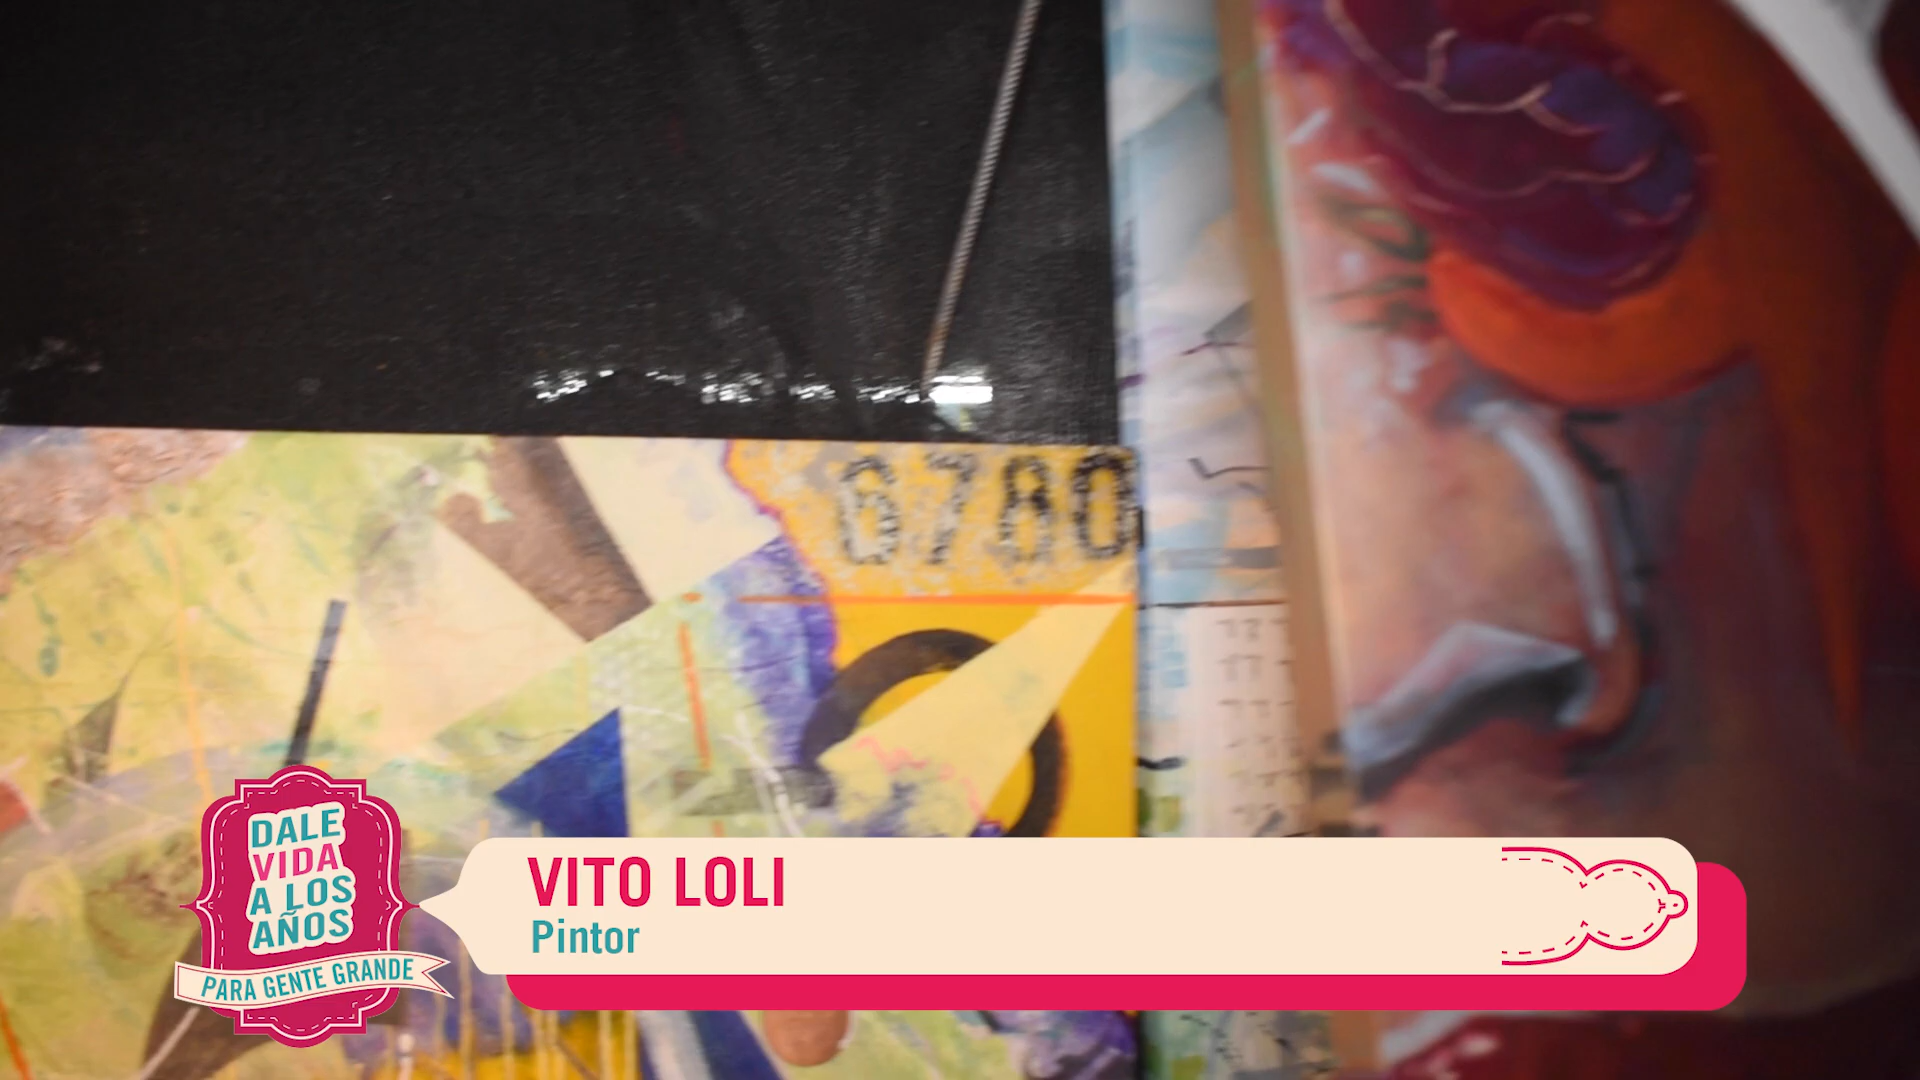 6780
DALE
VIDA
A LOS
AÑOS
PARA GENTE GRANDE
VITO LOLI
Pintor